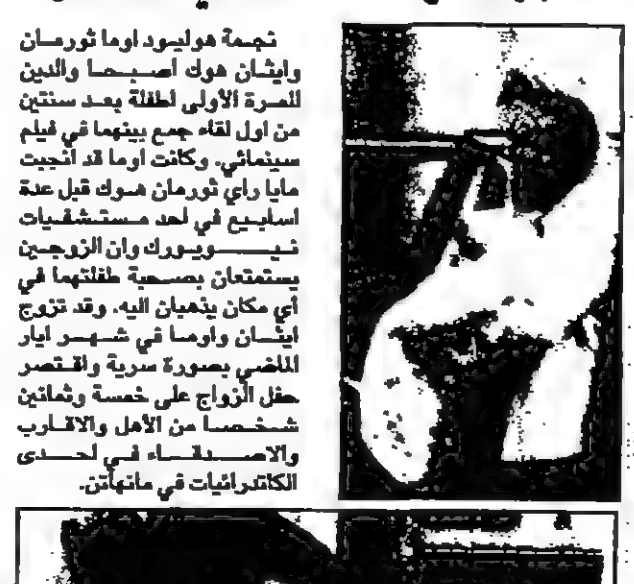 نجمة هوليود اوما ثورمان
وايثان هوك اصبحا والدين
للمرة الأولى لطفلة بعد سنتين
من اول لقاء جمع بينهما في فيلم
سينمائي. وكانت اوما قد انجبت
مايا راي ثورمان هوك قبل عدة
اسابيع في احد مستشفيات
نيويورك وان الزوجين
يستمتعان بصحبة طفلتهما في
أي مكان يذهبان اليه. وقد تزوج
ايثان واوما في شهر ايار
الماضي بصورة سرية واقتصر
حفل الزواج على خمسة وثمانين
شخصا من الأهل والاقارب
والاصدقاء في احدى
الكاتدرائيات في مانهاتن.